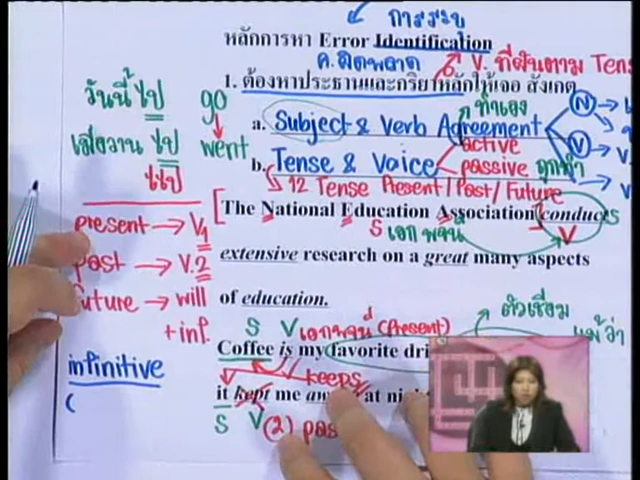 การระบุ
หลักการหา Error Identification
ค.ผิดพลาด
V. ที่ผันตาม Tens
1. ต้องหาประธานและกริยาหลักให้เจอ สังเกต
วันนี้ ไป go
ทำเอง
a. Subject & Verb Agreement
N
V
active
เมื่อวาน ไป went
b. Tense & Voice
passive ถูกทำ
ไป
12 Tense Present/Past/Future
present → V.1
The National Education Association conducts
S เอกพจน์
V
past → V.2
extensive research on a great many aspects
future → will
of education.
ตัวเชื่อม
+inf.
S V เอกพจน์ (Present)
แม้ว่า
infinitive
Coffee is my favorite dri
keeps
(
it kept me aw at nig
S V (2) pas